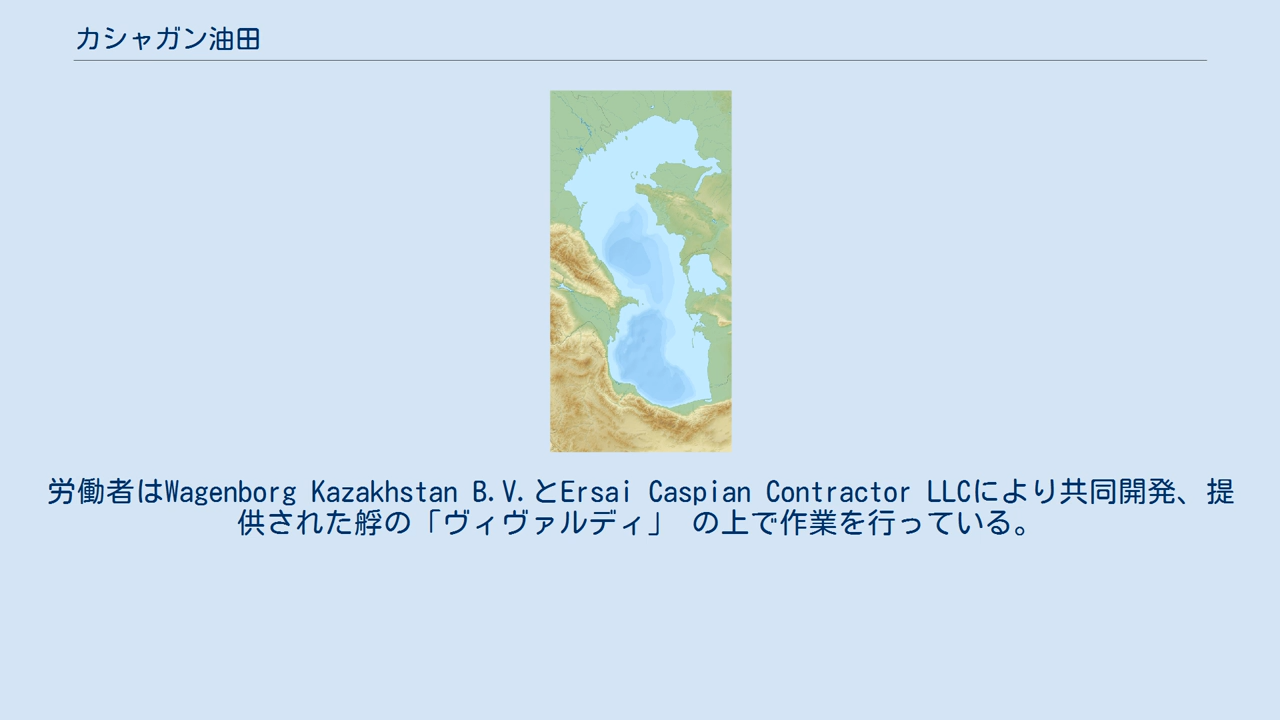 カシャガン油田
労働者はWagenborg Kazakhstan B.V.とErsai Caspian Contractor LLCにより共同開発、提
供された艀の「ヴィヴァルディ」 の上で作業を行っている。